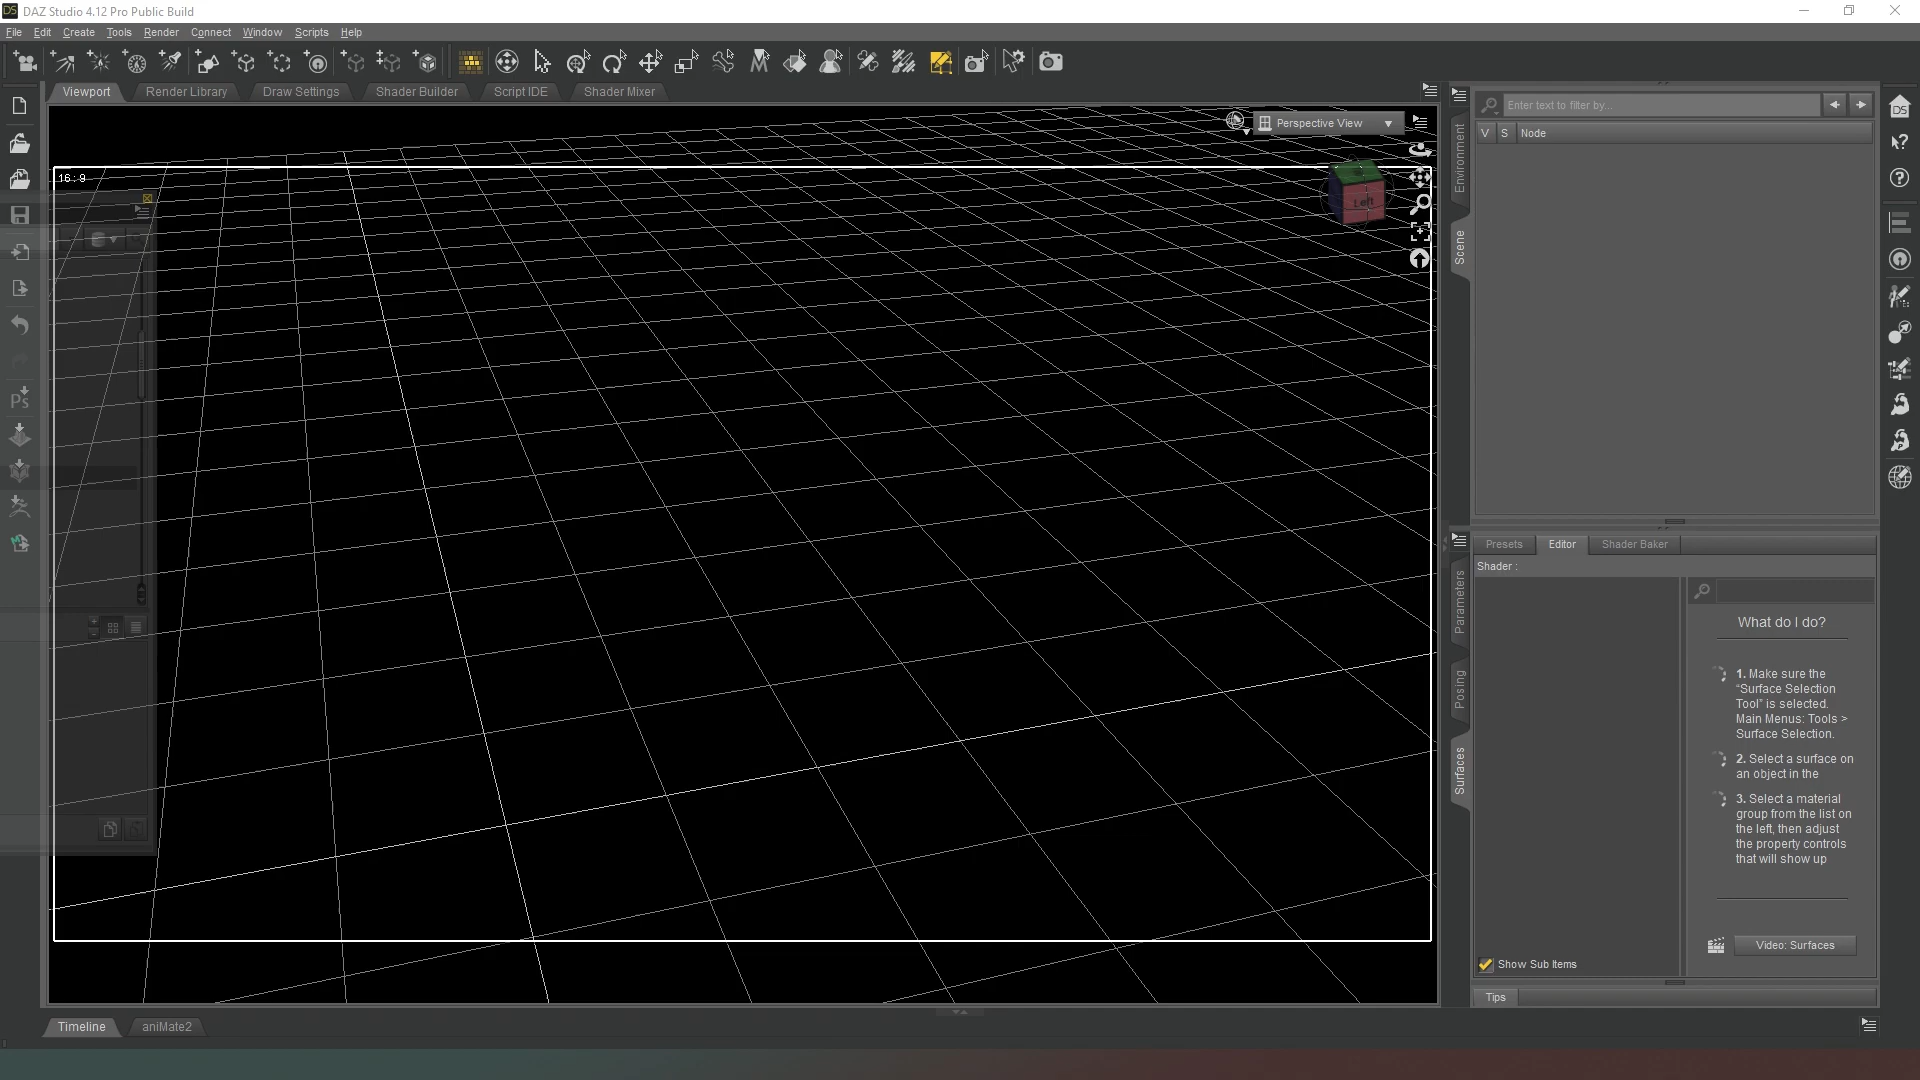 DAZ Studio 4.12 Pro Public Build
File Edit Create Tools Render Connect Window Scripts Help
Viewport Render Library Draw Settings Shader Builder Script IDE Shader Mixer
Perspective View
16 : 9
Left
Environment
Scene
Enter text to filter by...
V S Node
Parameters
Posing
Surfaces
Presets Editor Shader Baker
Shader :
What do I do?
1. Make sure the
“Surface Selection
Tool” is selected.
Main Menus: Tools >
Surface Selection.
2. Select a surface on
an object in the
3. Select a material
group from the list on
the left, then adjust
the property controls
that will show up
Video: Surfaces
Show Sub Items
Tips
Timeline aniMate2
DS
DS
Ps